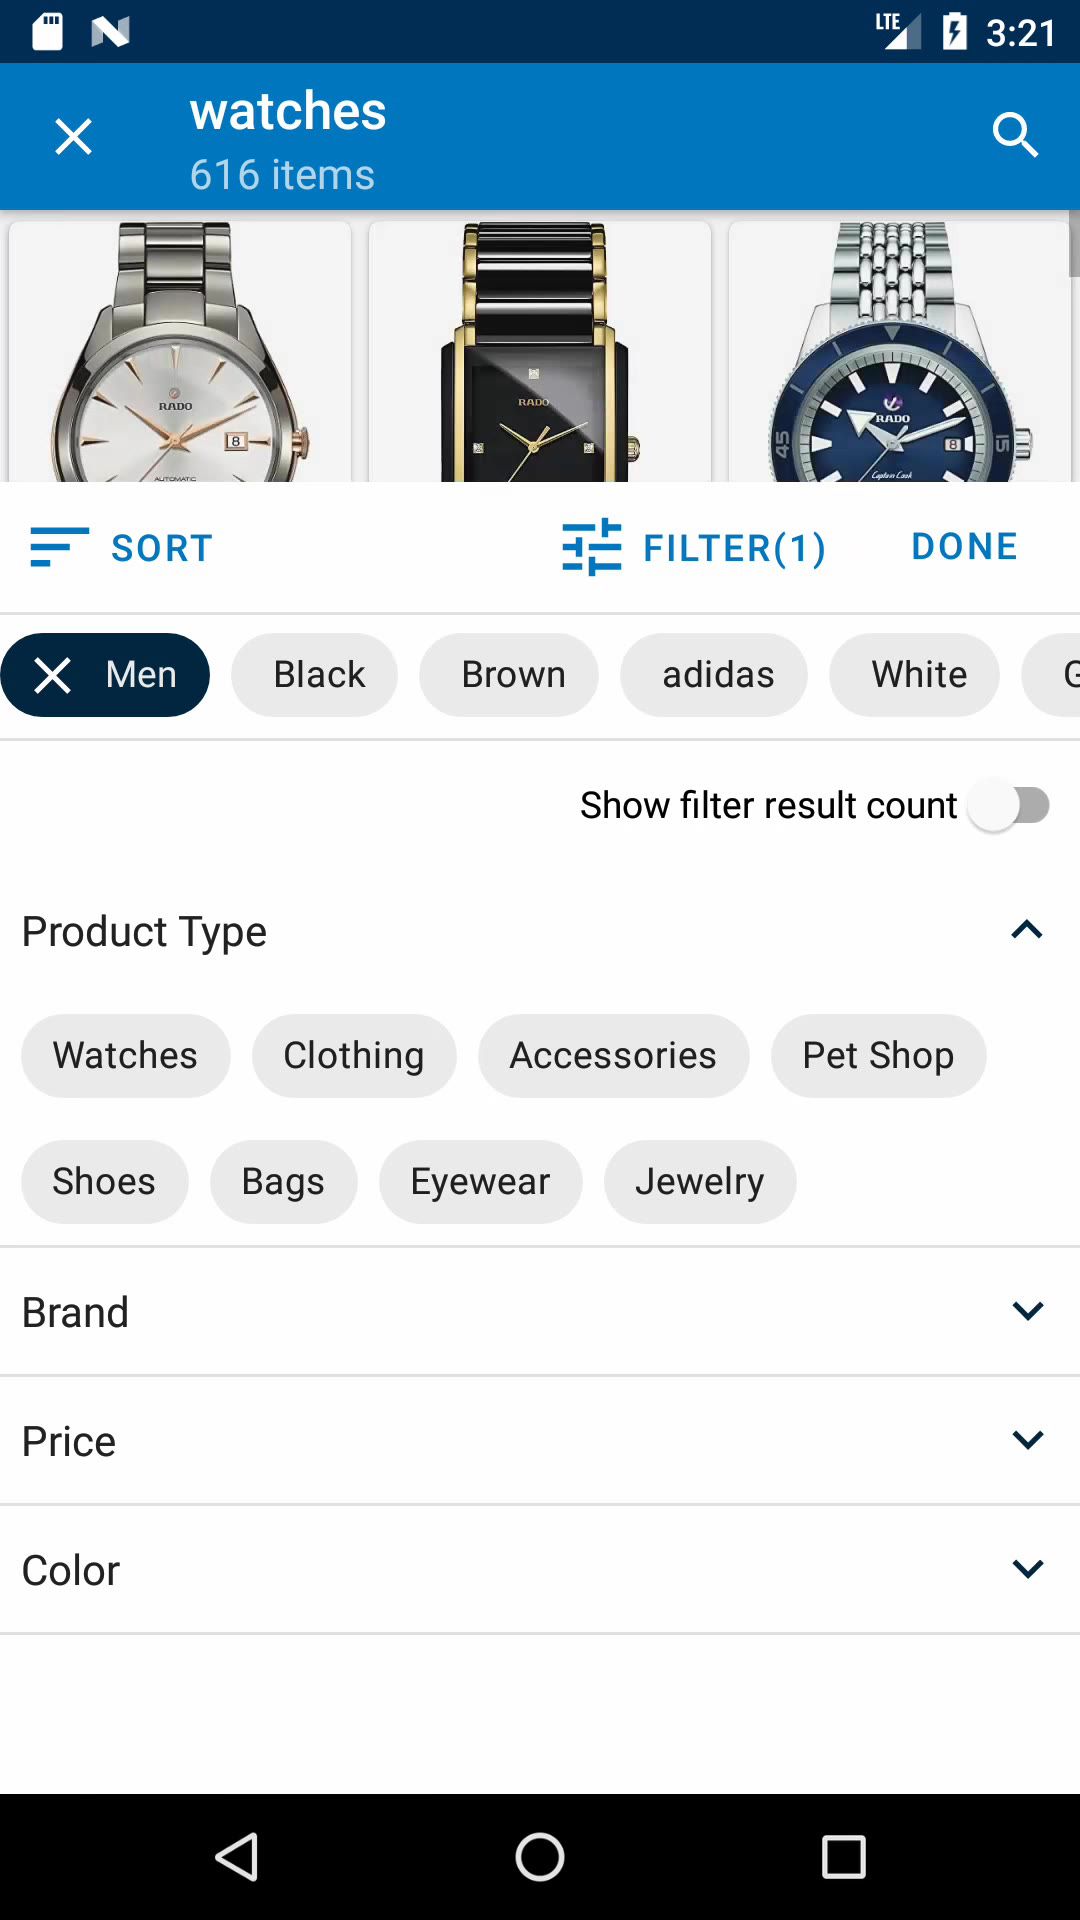 LTE 3:21
watches
616 items
RADO
8
AUTOMATIC
RADO
RADO
8
45
15
Captain Cook
SORT
FILTER(1)
DONE
Men
Black
Brown
adidas
White
Show filter result count
Product Type
Watches
Clothing
Accessories
Pet Shop
Shoes
Bags
Eyewear
Jewelry
Brand
Price
Color